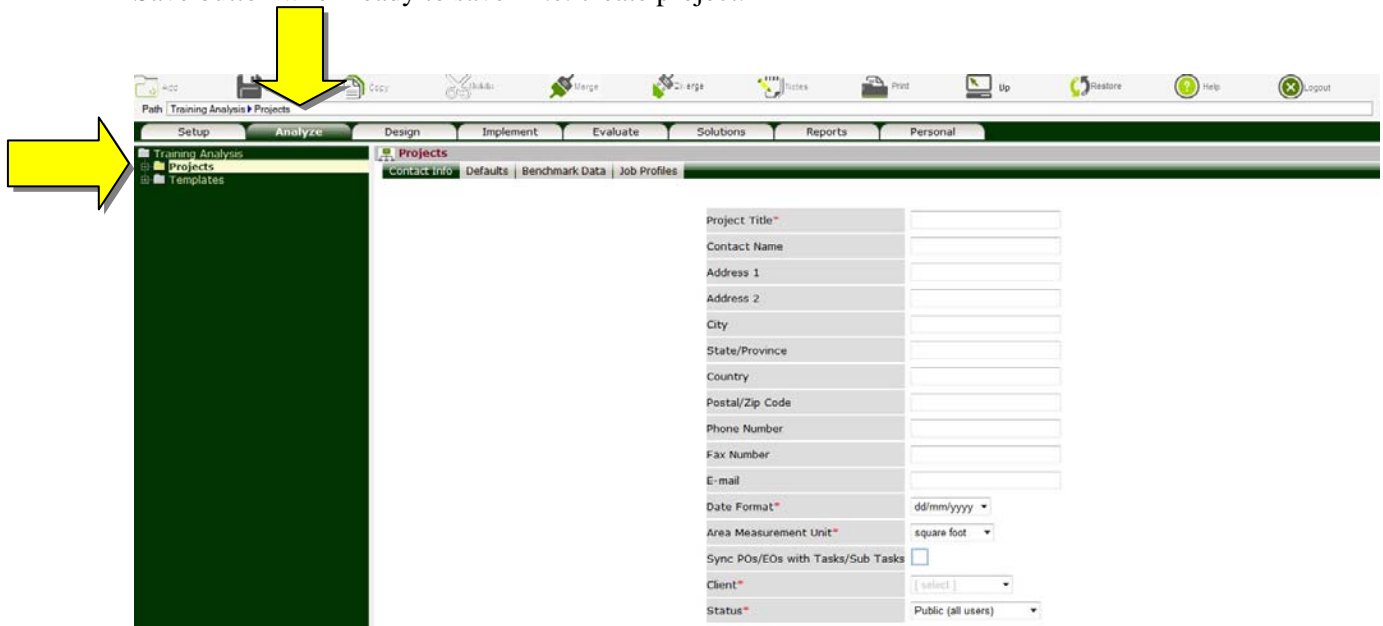 Add Copy Merge Notes Print Up Restore Help Logout
Path Training Analysis Projects
Setup Analyze Design Implement Evaluate Solutions Reports Personal
Training Analysis
Projects
Templates
Projects
Contact Info Defaults Benchmark Data Job Profiles
Project Title*
Contact Name
Address 1
Address 2
City
State/Province
Country
Postal/Zip Code
Phone Number
Fax Number
E-mail
Date Format* dd/mm/yyyy
Area Measurement Unit* square foot
Sync POs/EOs with Tasks/Sub Tasks
Client* [ select ]
Status* Public (all users)